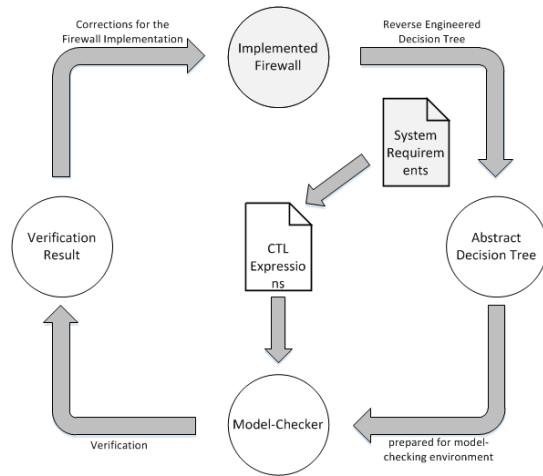 Corrections for the
Firewall Implementation
Implemented
Firewall
Reverse Engineered
Decision Tree
System
Requirem
ents
Verification
Result
CTL
Expressio
ns
Abstract
Decision Tree
Model-Checker
Verification
prepared for model-
checking environment